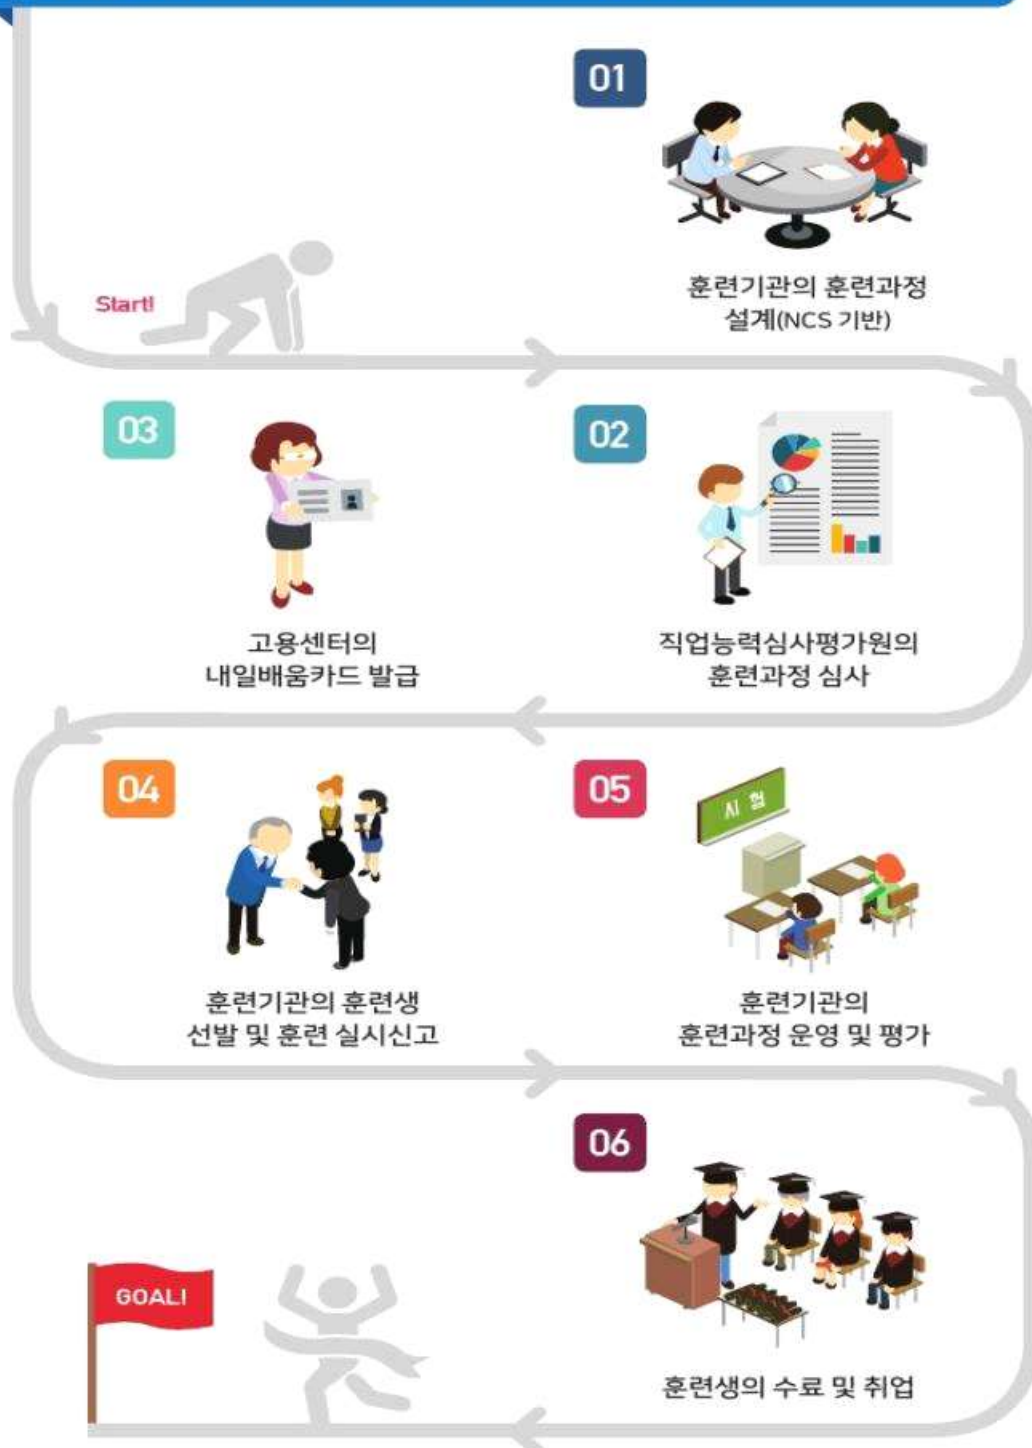 01
훈련기관의 훈련과정
설계(NCS 기반)
Start!
03
02
고용센터의
내일배움카드 발급
직업능력심사평가원의
훈련과정 심사
04
05
시험
훈련기관의 훈련생
선발 및 훈련 실시신고
훈련기관의
훈련과정 운영 및 평가
06
GOAL!
훈련생의 수료 및 취업